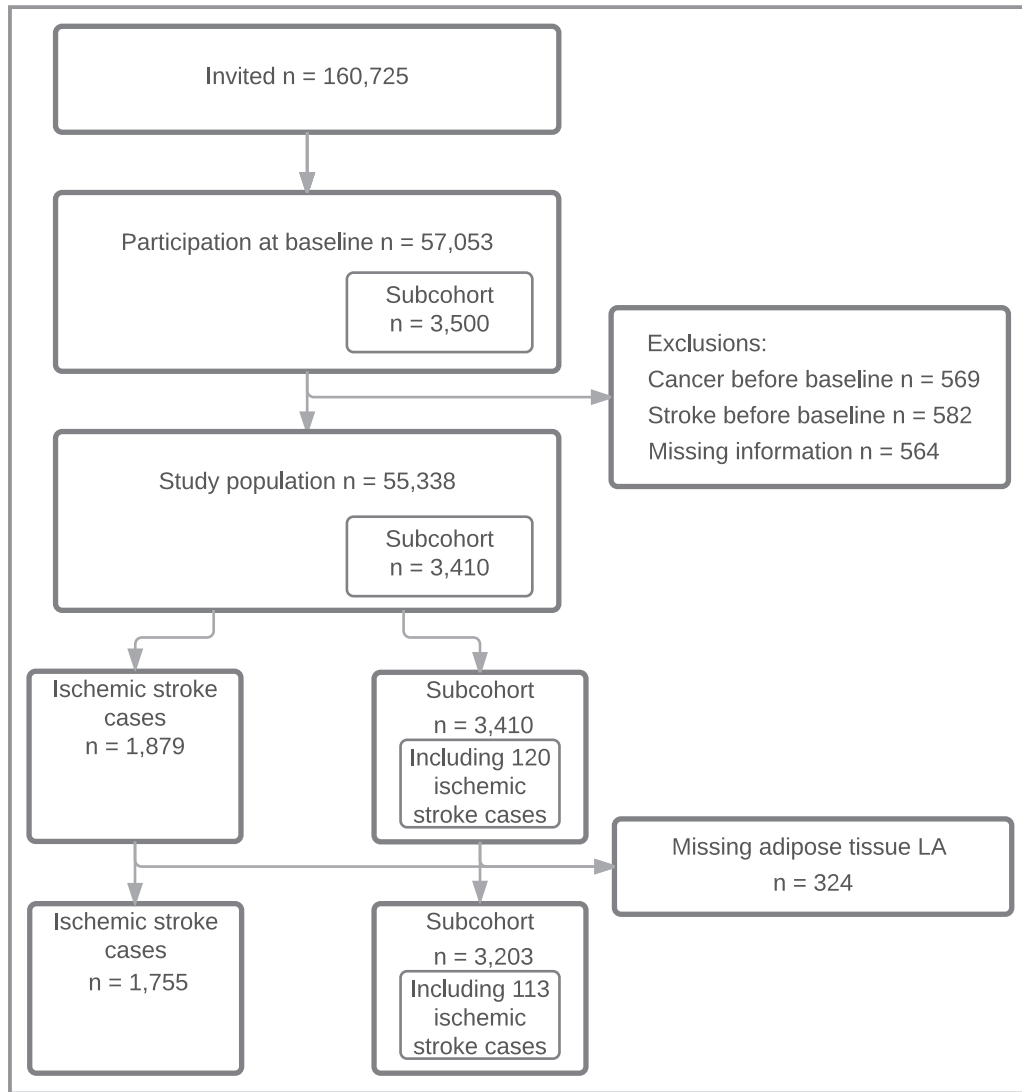 Invited n = 160,725
Participation at baseline n = 57,053
Subcohort
n = 3,500
Exclusions:
Cancer before baseline n = 569
Stroke before baseline n = 582
Missing information n = 564
Study population n = 55,338
Subcohort
n = 3,410
Ischemic stroke
cases
n = 1,879
Subcohort
n = 3,410
Including 120
ischemic
stroke cases
Missing adipose tissue LA
n = 324
Ischemic stroke
cases
n = 1,755
Subcohort
n = 3,203
Including 113
ischemic
stroke cases